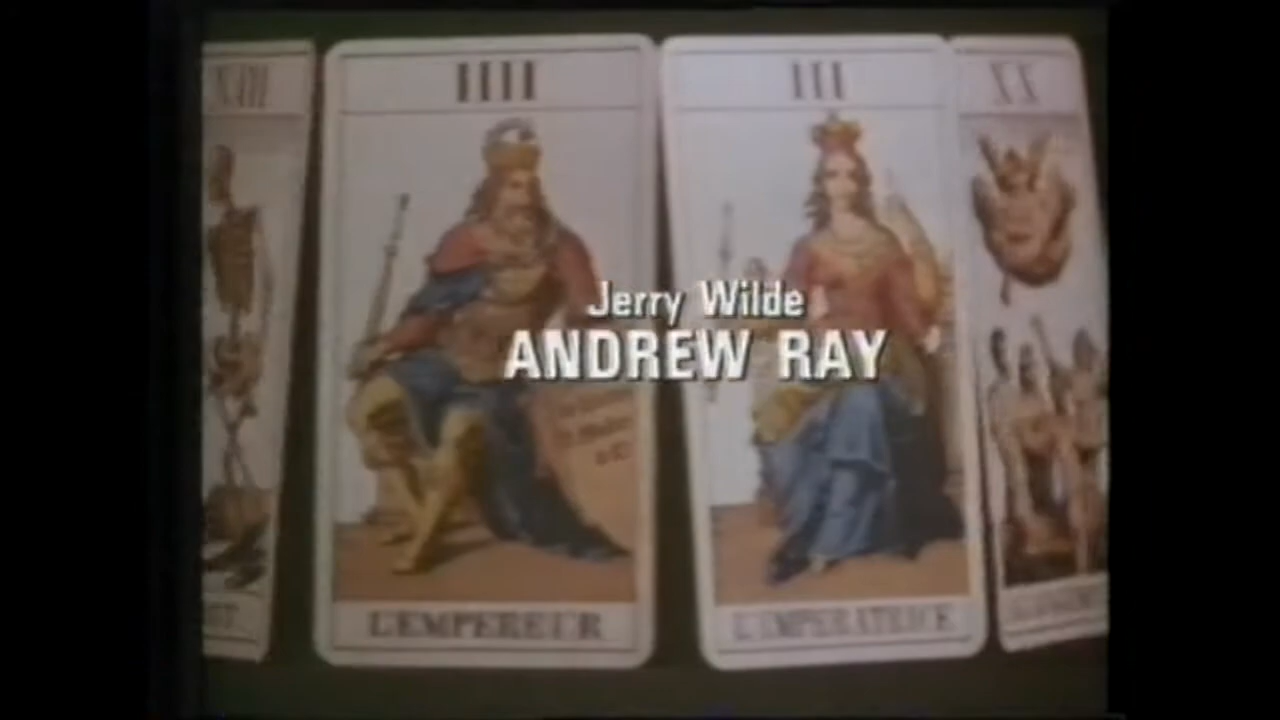 XIII
IIII
III
XX
Jerry Wilde
ANDREW RAY
L'EMPEREUR
L'IMPERATRICE